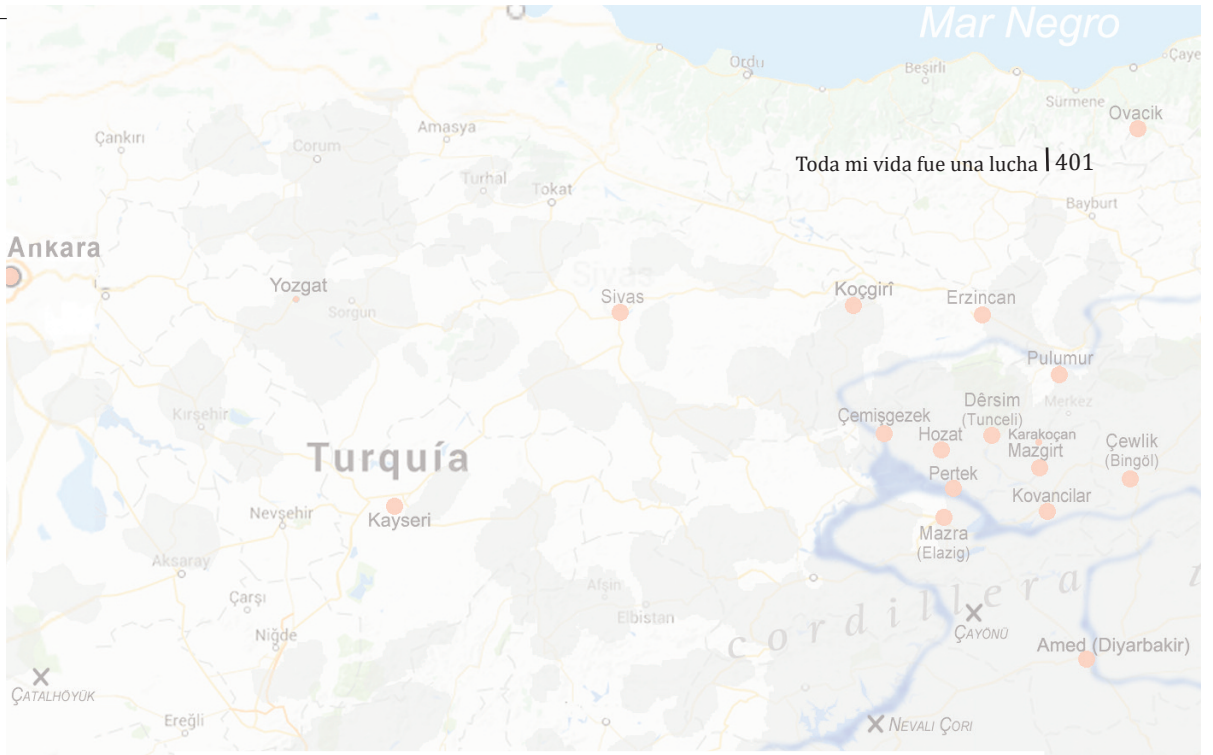 Mar Negro
Ordu
Beşirli
Çaye
Sürmene
Ovacik
Çankırı
Corum
Amasya
Toda mi vida fue una lucha | 401
Turhal
Tokat
Bayburt
Ankara
Yozgat
Sorgun
Sivas
Sivas
Koçgirî
Erzincan
Pulumur
Kırşehir
Çemişgezek
Dêrsim
(Tunceli)
Merkez
Hozat
Karakoçan
Mazgirt
Çewlik
(Bingöl)
Turquía
Pertek
Kovancilar
Nevşehir
Kayseri
Mazra
(Elazig)
Aksaray
Afşin
Elbistan
Çarşı
Niğde
cordillera t
ÇAYÖNÜ
Amed (Diyarbakir)
ÇATALHÖYÜK
Ereğli
NEVALI ÇORI